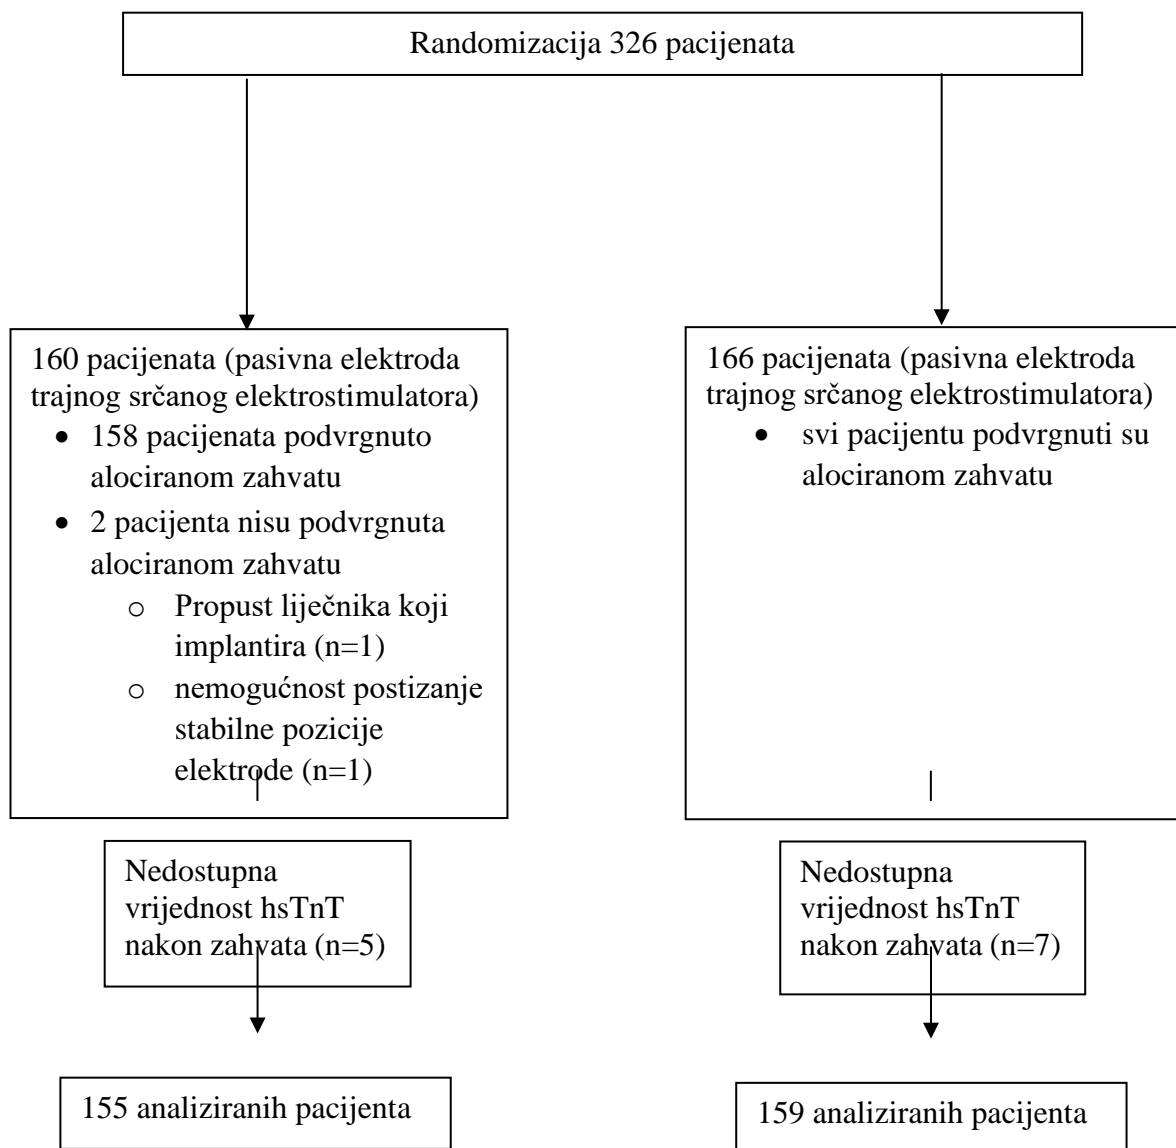 Randomizacija 326 pacijenata
160 pacijenata (pasivna elektroda
trajnog srčanog elektrostimulatora)
• 158 pacijenata podvrgnuto
alociranom zahvatu
• 2 pacijenta nisu podvrgnuta
alociranom zahvatu
o Propust liječnika koji
implantira (n=1)
o nemogućnost postizanje
stabilne pozicije
elektrode (n=1)
166 pacijenata (pasivna elektroda
trajnog srčanog elektrostimulatora)
• svi pacijentu podvrgnuti su
alociranom zahvatu
Nedostupna
vrijednost hsTnT
nakon zahvata (n=5)
Nedostupna
vrijednost hsTnT
nakon zahvata (n=7)
155 analiziranih pacijenta
159 analiziranih pacijenta